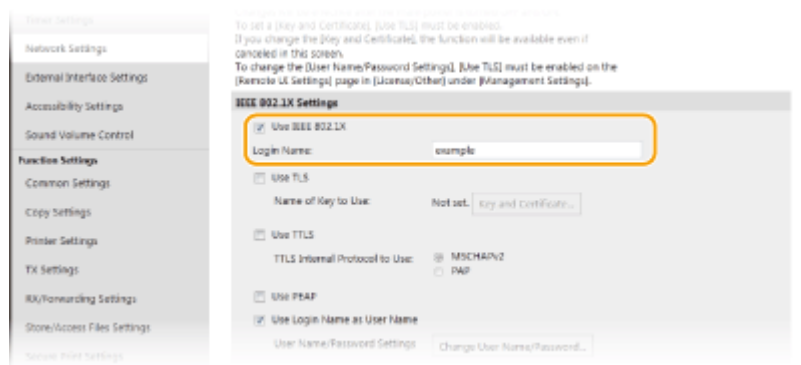 Timer Settings
Network Settings
External Interface Settings
Accessibility Settings
Sound Volume Control
Function Settings
Common Settings
Copy Settings
Printer Settings
TX Settings
RX/Forwarding Settings
Store/Access Files Settings
Secure Print Settings
To set a [Key and Certificate], [Use TLS] must be enabled.
If you change the [Key and Certificate], the function will be available even if
canceled in this screen.
To change the [User Name/Password Settings], [Use TLS] must be enabled on the
[Remote UI Settings] page in [License/Other] under [Management Settings].
IEEE 802.1X Settings
Use IEEE 802.1X
Login Name: example
Use TLS
Name of Key to Use: Not set. Key and Certificate...
Use TTLS
TTLS Internal Protocol to Use: MSCHAPv2
PAP
Use PEAP
Use Login Name as User Name
User Name/Password Settings Change User Name/Password...